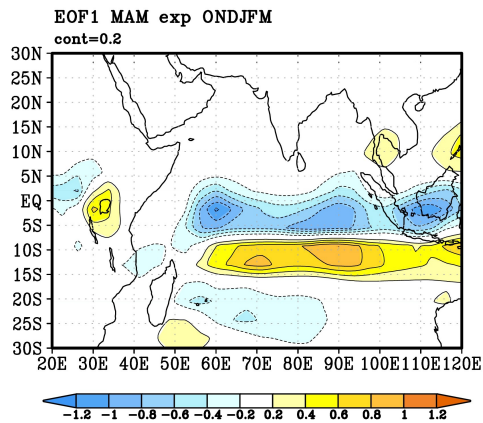 EOF1 MAM exp ONDJFM
cont=0.2
30N
25N
20N
15N
10N
5N
EQ
5S
10S
15S
20S
25S
30S
20E 30E 40E 50E 60E 70E 80E 90E 100E 110E 120E
-1.2 -1 -0.8 -0.6 -0.4 -0.2 0.2 0.4 0.6 0.8 1 1.2